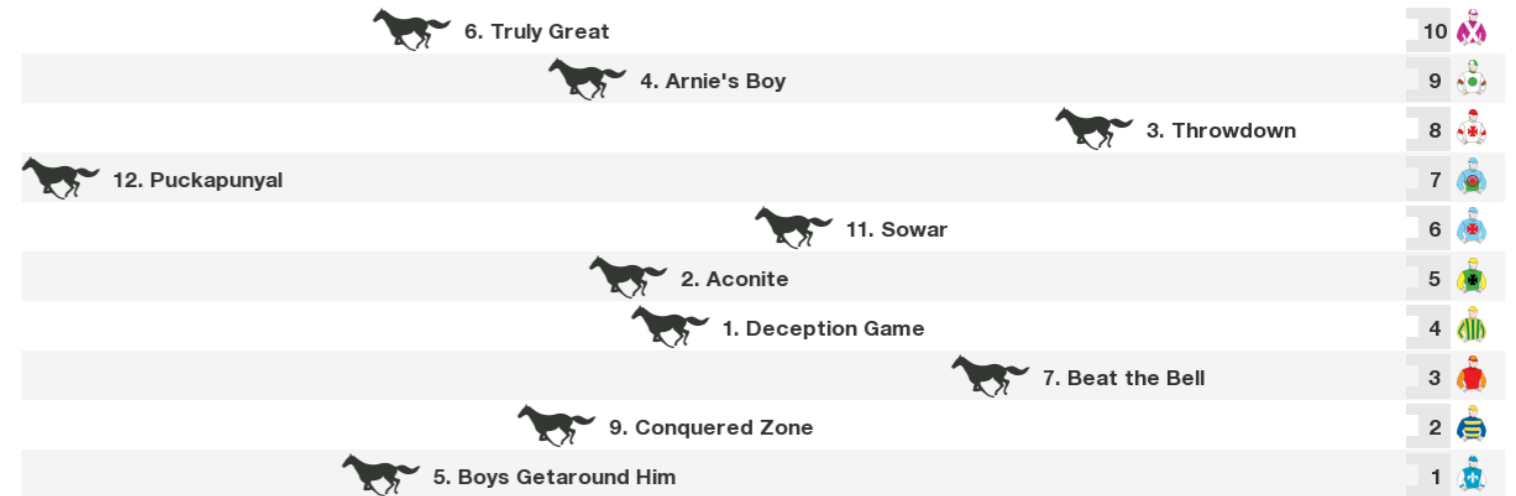 6. Truly Great 10
4. Arnie's Boy 9
3. Throwdown 8
12. Puckapunyal 7
11. Sowar 6
2. Aconite 5
1. Deception Game 4
7. Beat the Bell 3
9. Conquered Zone 2
5. Boys Getaround Him 1